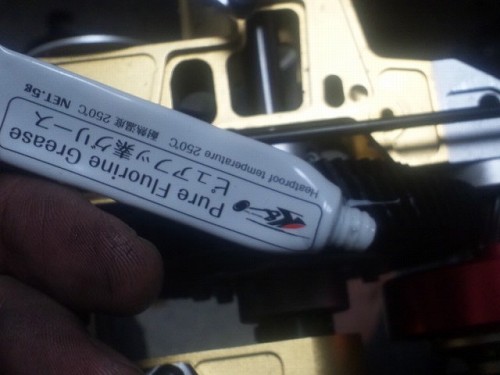 Pure Fluorine Grease
ピュアフッ素グリース
Heatproof temperature 250℃ 耐熱温度 250℃ NET.5g